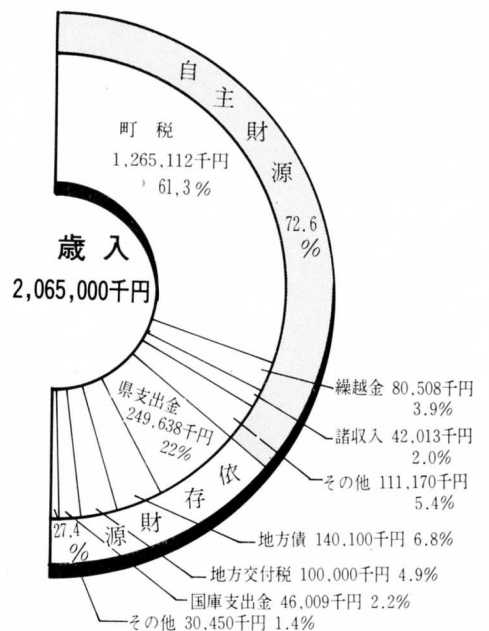 自主財源
72.6
%
町 税
1,265,112千円
61,3%
歳 入
2,065,000千円
繰越金 80,508千円
3.9%
諸収入 42,013千円
2.0%
その他 111,170千円
5.4%
県支出金
249,638千円
22%
依存財源
27.4
%
地方債 140,100千円 6.8%
地方交付税 100,000千円 4.9%
国庫支出金 46,009千円 2.2%
その他 30,450千円 1.4%